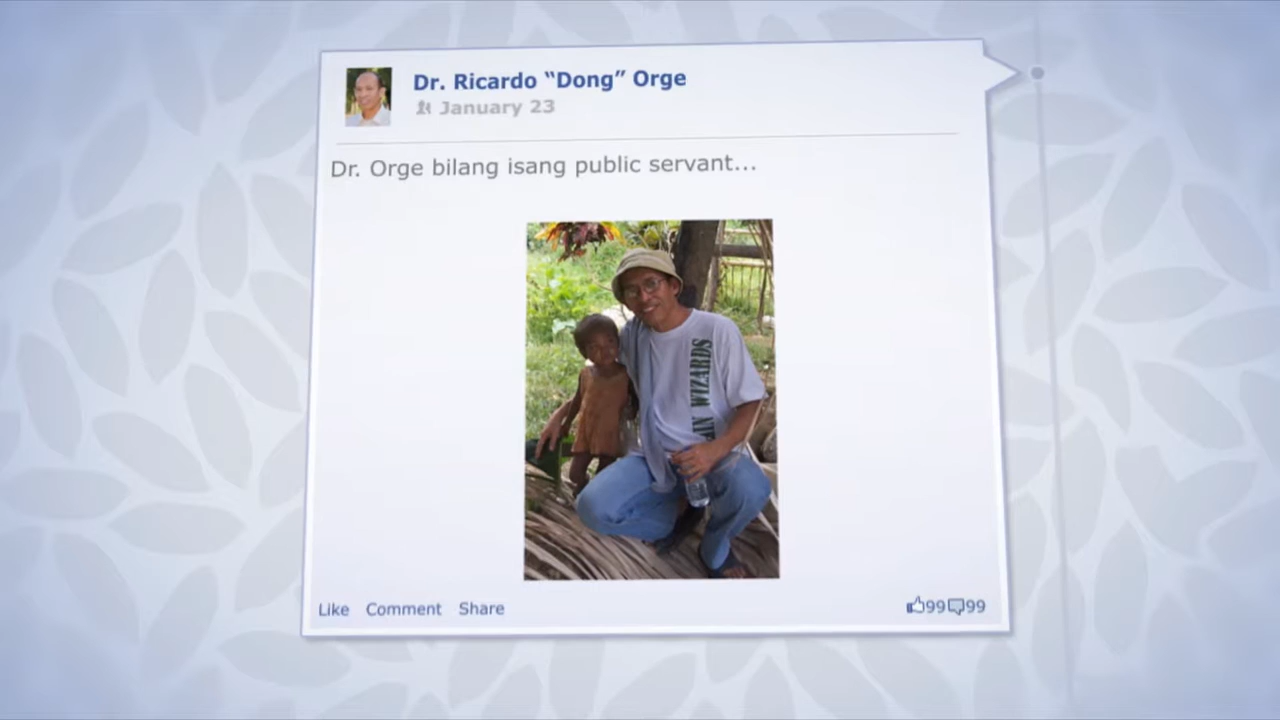 Dr. Ricardo “Dong” Orge
January 23
Dr. Orge bilang isang public servant...
WIZARDS
Like Comment Share 99 99